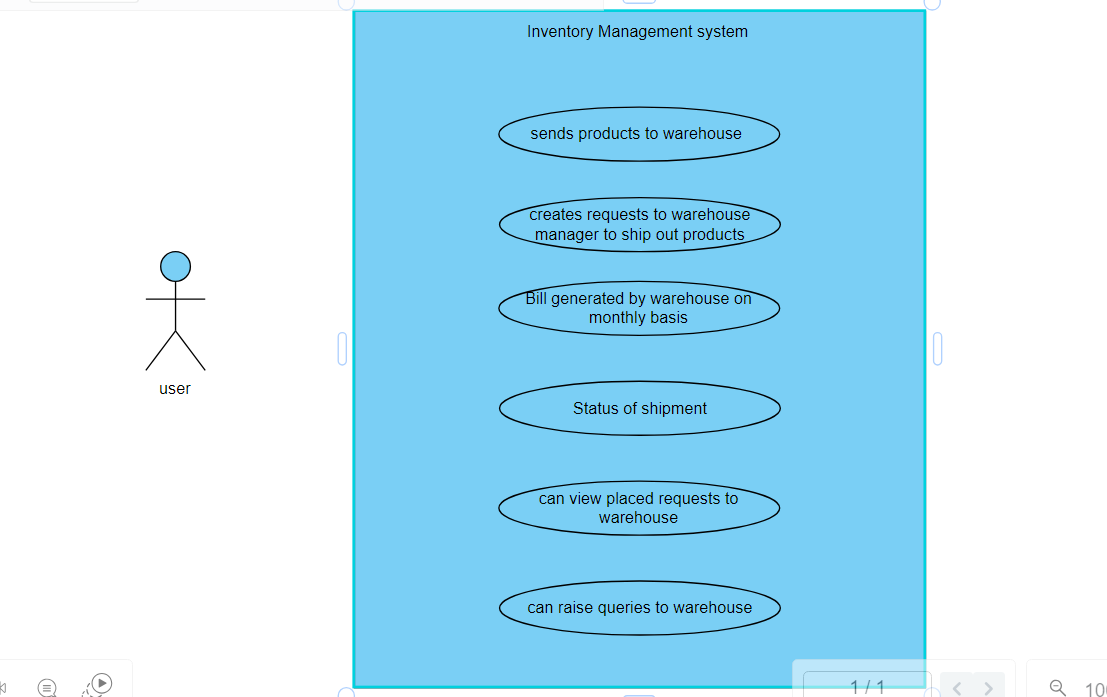 Inventory Management system
sends products to warehouse
creates requests to warehouse
manager to ship out products
Bill generated by warehouse on
monthly basis
user
Status of shipment
can view placed requests to
warehouse
can raise queries to warehouse
1 / 1